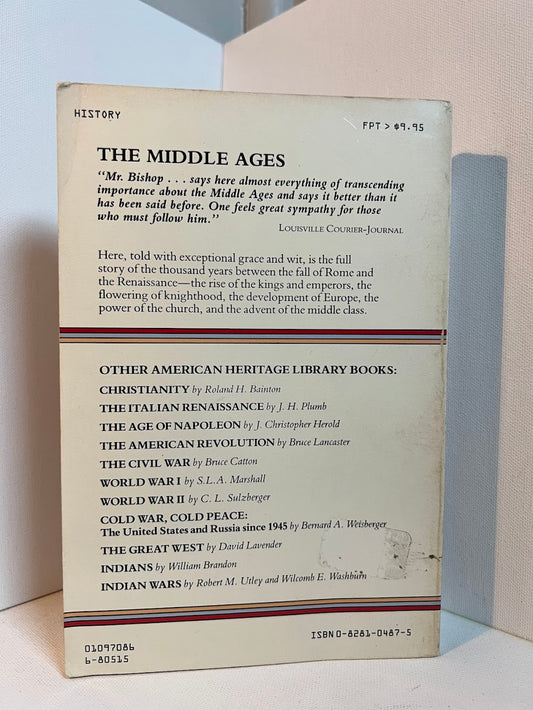 HISTORY
FPT > $9.95
THE MIDDLE AGES
“Mr. Bishop . . . says here almost everything of transcending
importance about the Middle Ages and says it better than it
has been said before. One feels great sympathy for those
who must follow him.”
LOUISVILLE COURIER-JOURNAL
Here, told with exceptional grace and wit, is the full
story of the thousand years between the fall of Rome and
the Renaissance—the rise of the kings and emperors, the
flowering of knighthood, the development of Europe, the
power of the church, and the advent of the middle class.
OTHER AMERICAN HERITAGE LIBRARY BOOKS:
CHRISTIANITY by Roland H. Bainton
THE ITALIAN RENAISSANCE by J. H. Plumb
THE AGE OF NAPOLEON by J. Christopher Herold
THE AMERICAN REVOLUTION by Bruce Lancaster
THE CIVIL WAR by Bruce Catton
WORLD WAR I by S.L.A. Marshall
WORLD WAR II by C. L. Sulzberger
COLD WAR, COLD PEACE:
The United States and Russia since 1945 by Bernard A. Weisberger
THE GREAT WEST by David Lavender
INDIANS by William Brandon
INDIAN WARS by Robert M. Utley and Wilcomb E. Washburn
01097086
6-80515
ISBN 0-8281-0487-5